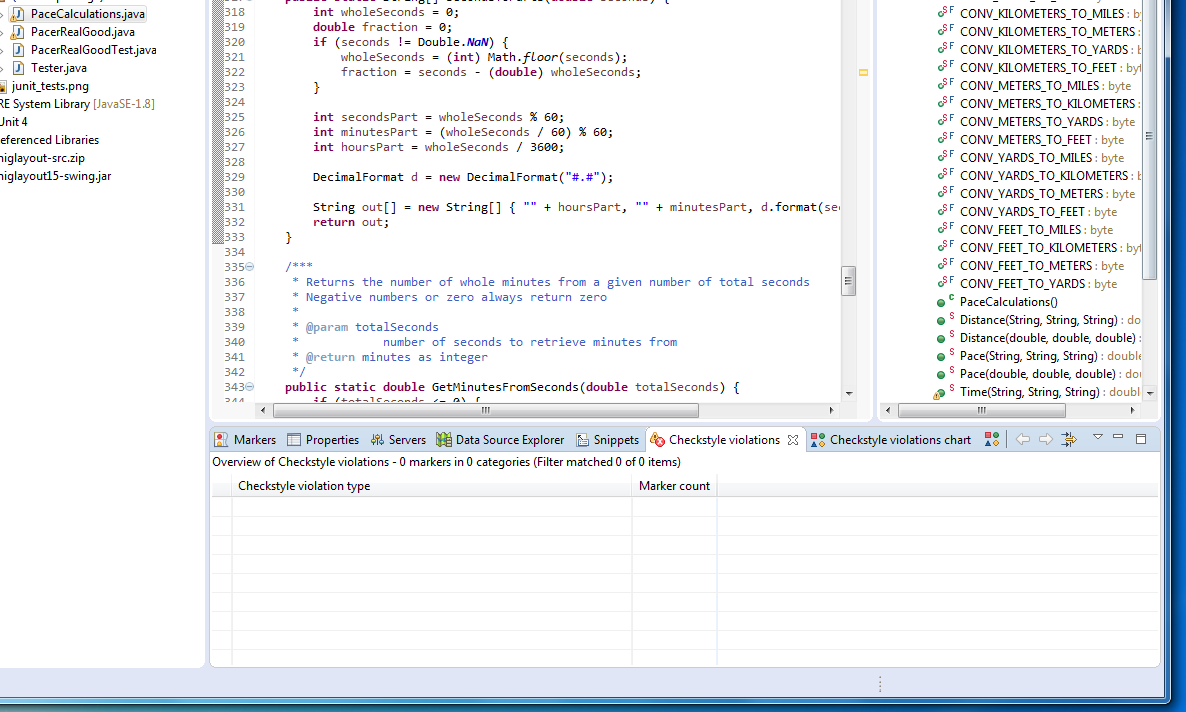 PaceCalculations.java
PacerRealGood.java
PacerRealGoodTest.java
Tester.java
junit_tests.png
RE System Library [JavaSE-1.8]
Unit 4
eferenced Libraries
miglayout-src.zip
miglayout15-swing.jar
318 int wholeSeconds = 0;
319 double fraction = 0;
320 if (seconds != Double.NaN) {
321 wholeSeconds = (int) Math.floor(seconds);
322 fraction = seconds - (double) wholeSeconds;
323 }
324
325 int secondsPart = wholeSeconds % 60;
326 int minutesPart = (wholeSeconds / 60) % 60;
327 int hoursPart = wholeSeconds / 3600;
328
329 DecimalFormat d = new DecimalFormat("#.#");
330
331 String out[] = new String[] { "" + hoursPart, "" + minutesPart, d.format(sec
332 return out;
333 }
334
335 /***
336 * Returns the number of whole minutes from a given number of total seconds
337 * Negative numbers or zero always return zero
338 *
339 * @param totalSeconds
340 * number of seconds to retrieve minutes from
341 * @return minutes as integer
342 */
343 public static double GetMinutesFromSeconds(double totalSeconds) {
344 if (totalSeconds <= 0) {
CONV_KILOMETERS_TO_MILES : by
CONV_KILOMETERS_TO_METERS :
CONV_KILOMETERS_TO_YARDS : b
CONV_KILOMETERS_TO_FEET : byt
CONV_METERS_TO_MILES : byte
CONV_METERS_TO_KILOMETERS :
CONV_METERS_TO_YARDS : byte
CONV_METERS_TO_FEET : byte
CONV_YARDS_TO_MILES : byte
CONV_YARDS_TO_KILOMETERS : b
CONV_YARDS_TO_METERS : byte
CONV_YARDS_TO_FEET : byte
CONV_FEET_TO_MILES : byte
CONV_FEET_TO_KILOMETERS : byt
CONV_FEET_TO_METERS : byte
CONV_FEET_TO_YARDS : byte
PaceCalculations()
Distance(String, String, String) : do
Distance(double, double, double) :
Pace(String, String, String) : double
Pace(double, double, double) : dou
Time(String, String, String) : doubl
Markers Properties Servers Data Source Explorer Snippets Checkstyle violations Checkstyle violations chart
Overview of Checkstyle violations - 0 markers in 0 categories (Filter matched 0 of 0 items)
Checkstyle violation type Marker count